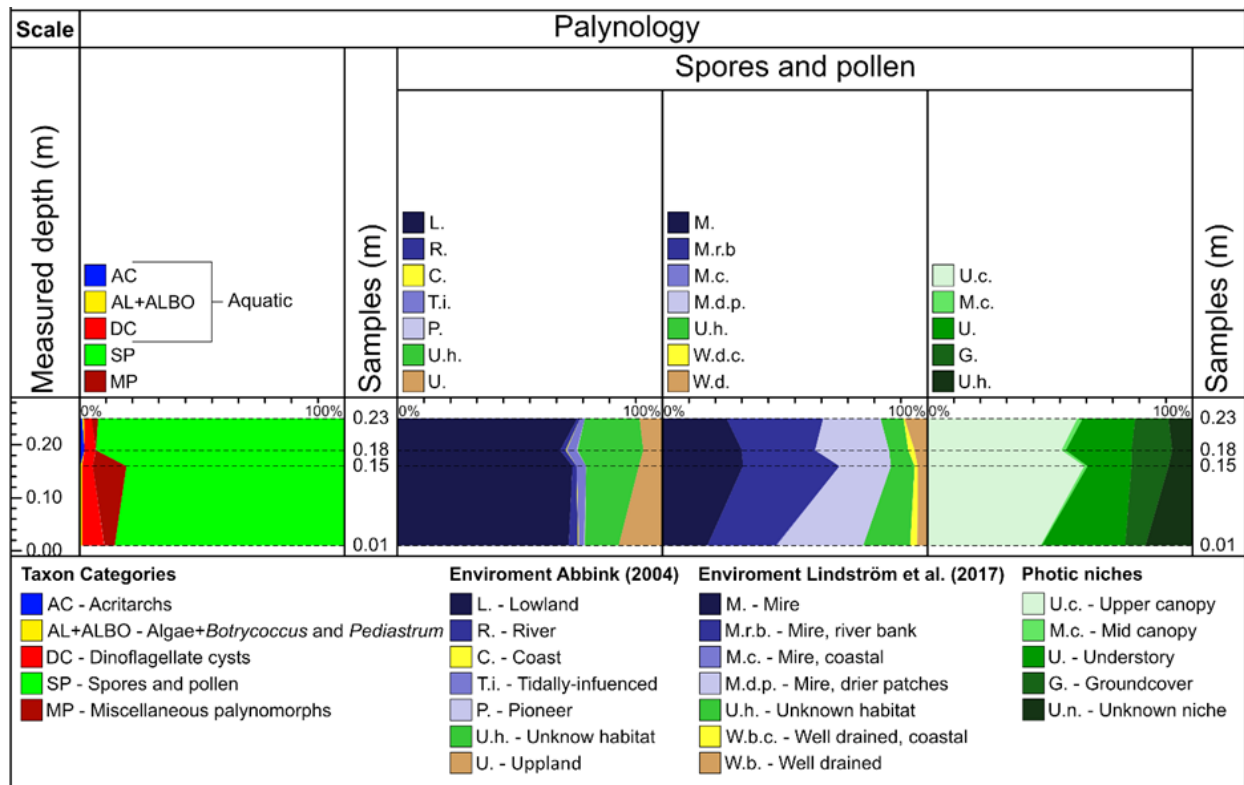 Scale
Palynology
Spores and pollen
Measured depth (m)
AC
AL+ALBO
DC
Aquatic
SP
MP
Samples (m)
L.
R.
C.
T.i.
P.
U.h.
U.
M.
M.r.b
M.c.
M.d.p.
U.h.
W.d.c.
W.d.
U.c.
M.c.
U.
G.
U.h.
Samples (m)
0% 100% 0% 100% 0% 100% 0% 100%
0.20
0.10
0.00
0.23
0.18
0.15
0.01
0.23
0.18
0.15
0.01
Taxon Categories
AC - Acritarchs
AL+ALBO - Algae+Botrycoccus and Pediastrum
DC - Dinoflagellate cysts
SP - Spores and pollen
MP - Miscellaneous palynomorphs
Enviroment Abbink (2004)
L. - Lowland
R. - River
C. - Coast
T.i. - Tidally-infuenced
P. - Pioneer
U.h. - Unknow habitat
U. - Uppland
Enviroment Lindström et al. (2017)
M. - Mire
M.r.b. - Mire, river bank
M.c. - Mire, coastal
M.d.p. - Mire, drier patches
U.h. - Unknown habitat
W.b.c. - Well drained, coastal
W.b. - Well drained
Photic niches
U.c. - Upper canopy
M.c. - Mid canopy
U. - Understory
G. - Groundcover
U.n. - Unknown niche